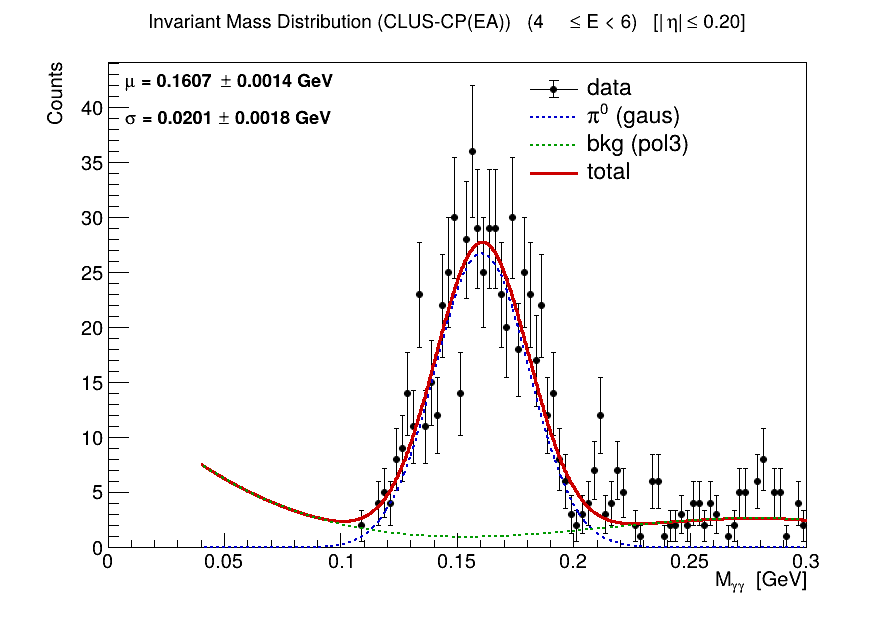 Invariant Mass Distribution (CLUS-CP(EA)) (4 ≤ E < 6) [|η| ≤ 0.20]
Counts
μ = 0.1607 ± 0.0014 GeV
σ = 0.0201 ± 0.0018 GeV
data
π⁰ (gaus)
bkg (pol3)
total
40
35
30
25
20
15
10
5
0
0 0.05 0.1 0.15 0.2 0.25 0.3
Mγγ [GeV]